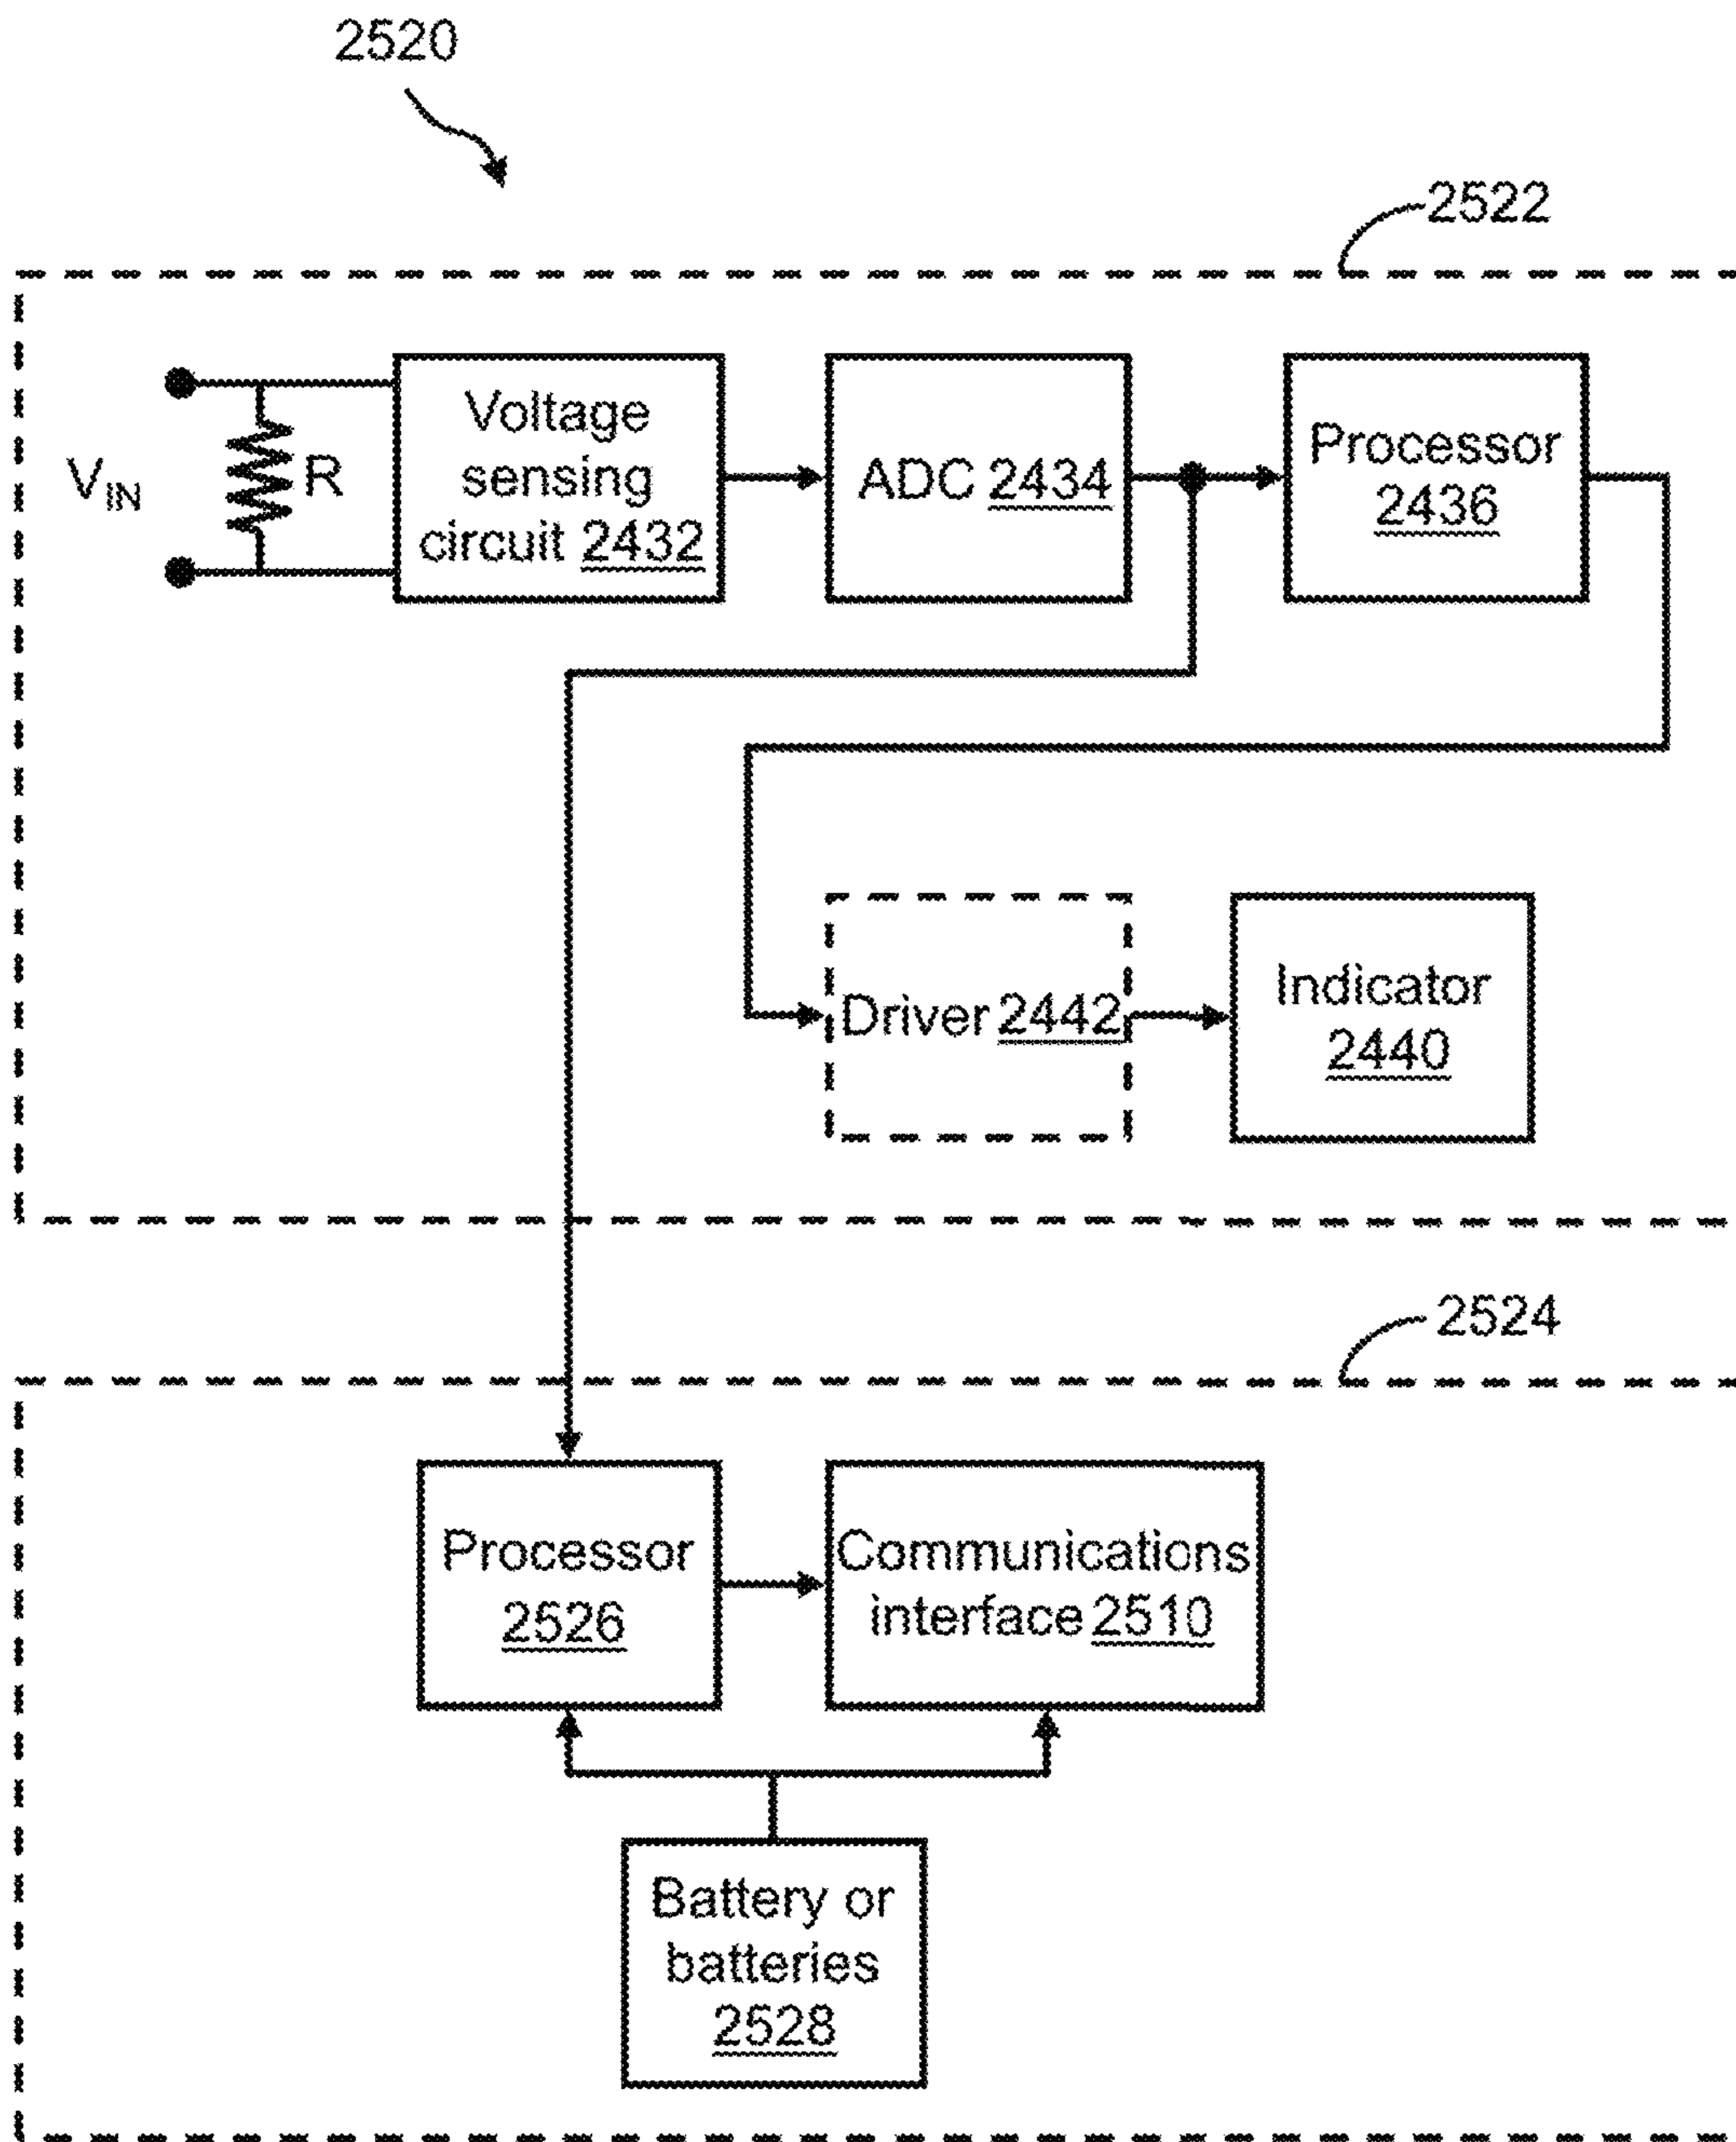 2520
2522
Voltage
sensing
circuit 2432
ADC 2434
Processor
2436
V_IN
R
Driver 2442
Indicator
2440
2524
Processor
2526
Communications
interface 2510
Battery or
batteries
2528